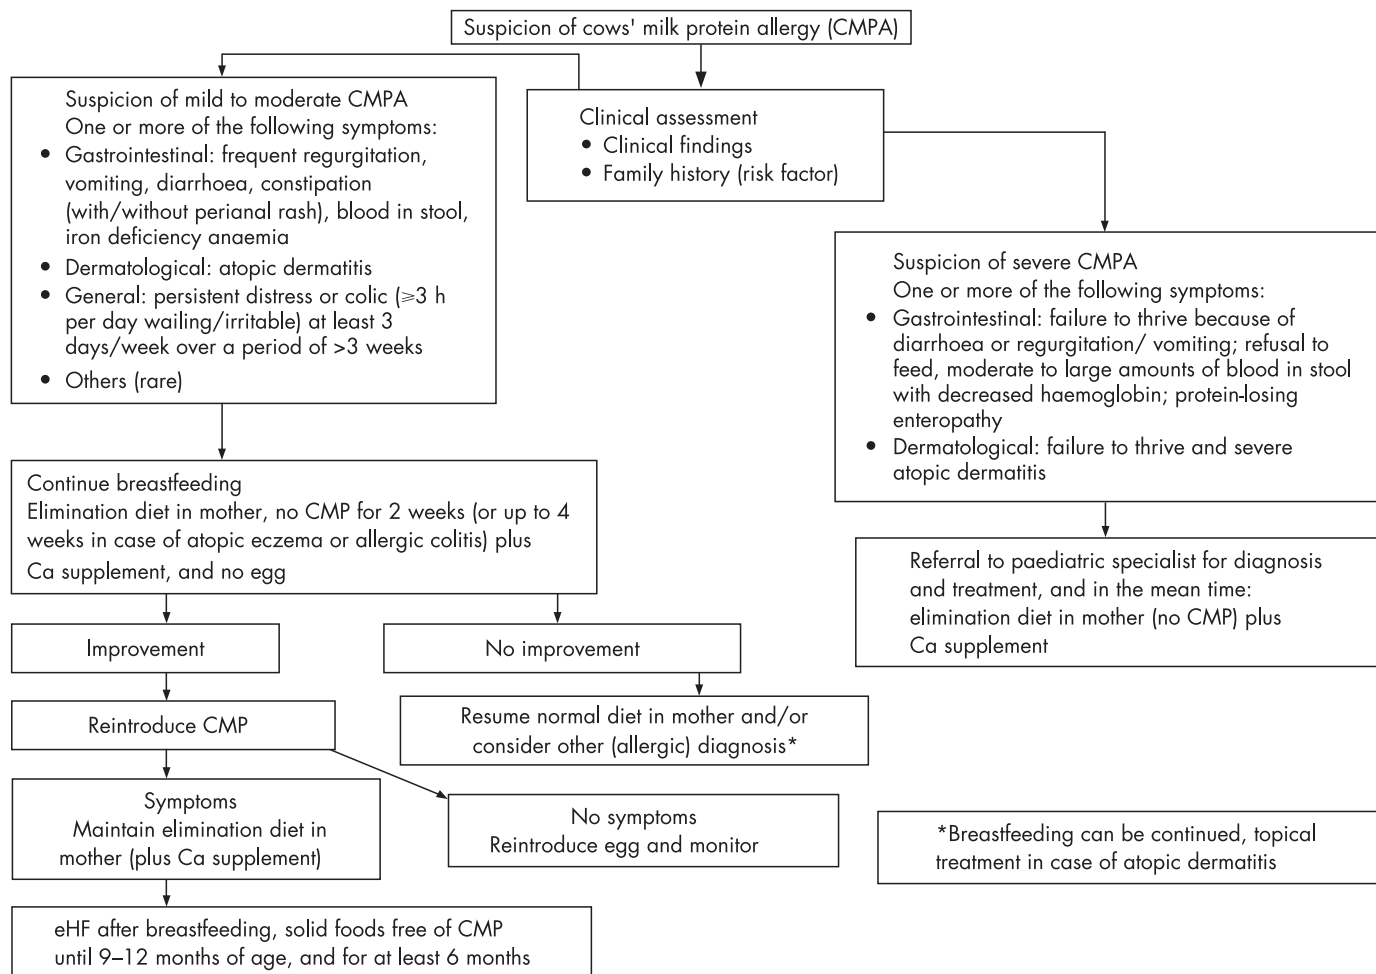 Suspicion of cows' milk protein allergy (CMPA)
Suspicion of mild to moderate CMPA
One or more of the following symptoms:
• Gastrointestinal: frequent regurgitation,
vomiting, diarrhoea, constipation
(with/without perianal rash), blood in stool,
iron deficiency anaemia
• Dermatological: atopic dermatitis
• General: persistent distress or colic (⩾3 h
per day wailing/irritable) at least 3
days/week over a period of >3 weeks
• Others (rare)
Clinical assessment
• Clinical findings
• Family history (risk factor)
Suspicion of severe CMPA
One or more of the following symptoms:
• Gastrointestinal: failure to thrive because of
diarrhoea or regurgitation/ vomiting; refusal to
feed, moderate to large amounts of blood in stool
with decreased haemoglobin; protein-losing
enteropathy
• Dermatological: failure to thrive and severe
atopic dermatitis
Continue breastfeeding
Elimination diet in mother, no CMP for 2 weeks (or up to 4
weeks in case of atopic eczema or allergic colitis) plus
Ca supplement, and no egg
Referral to paediatric specialist for diagnosis
and treatment, and in the mean time:
elimination diet in mother (no CMP) plus
Ca supplement
Improvement
No improvement
Reintroduce CMP
Resume normal diet in mother and/or
consider other (allergic) diagnosis*
Symptoms
Maintain elimination diet in
mother (plus Ca supplement)
No symptoms
Reintroduce egg and monitor
*Breastfeeding can be continued, topical
treatment in case of atopic dermatitis
eHF after breastfeeding, solid foods free of CMP
until 9–12 months of age, and for at least 6 months